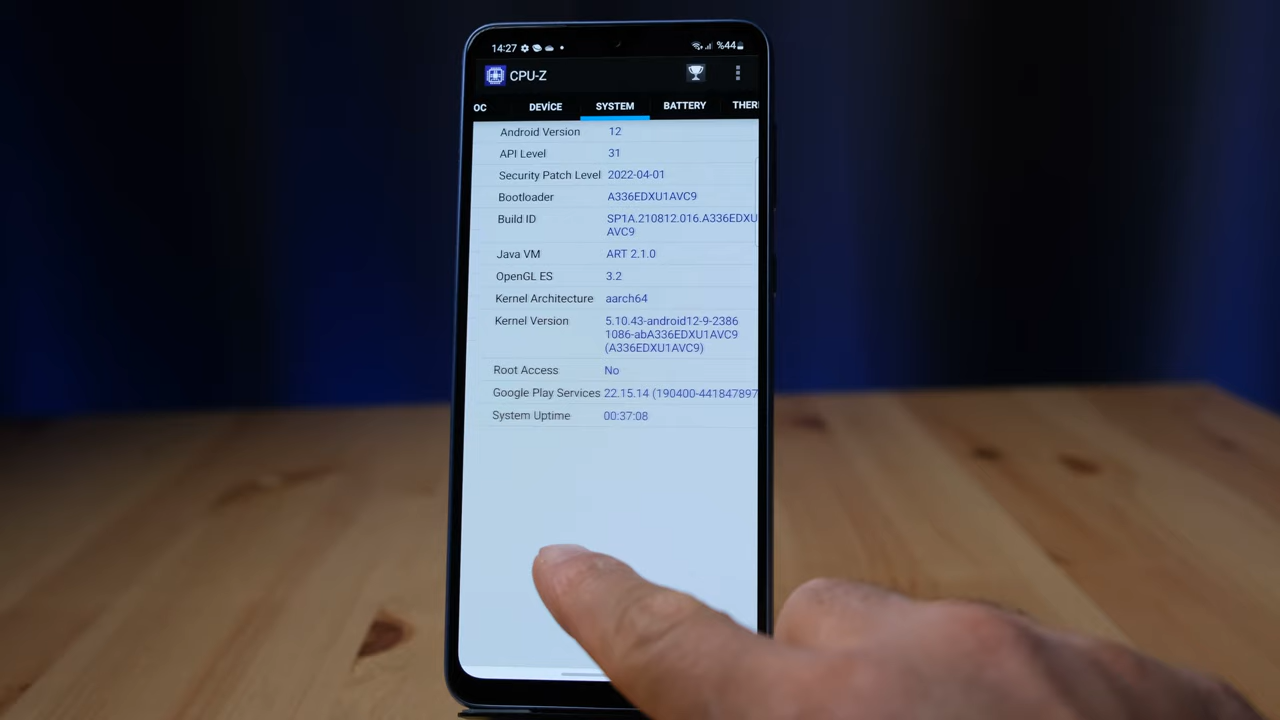 14:27 %44
CPU-Z
OC DEVİCE SYSTEM BATTERY THER
Android Version 12
API Level 31
Security Patch Level 2022-04-01
Bootloader A336EDXU1AVC9
Build ID SP1A.210812.016.A336EDXU
AVC9
Java VM ART 2.1.0
OpenGL ES 3.2
Kernel Architecture aarch64
Kernel Version 5.10.43-android12-9-2386
1086-abA336EDXU1AVC9
(A336EDXU1AVC9)
Root Access No
Google Play Services 22.15.14 (190400-441847897
System Uptime 00:37:08